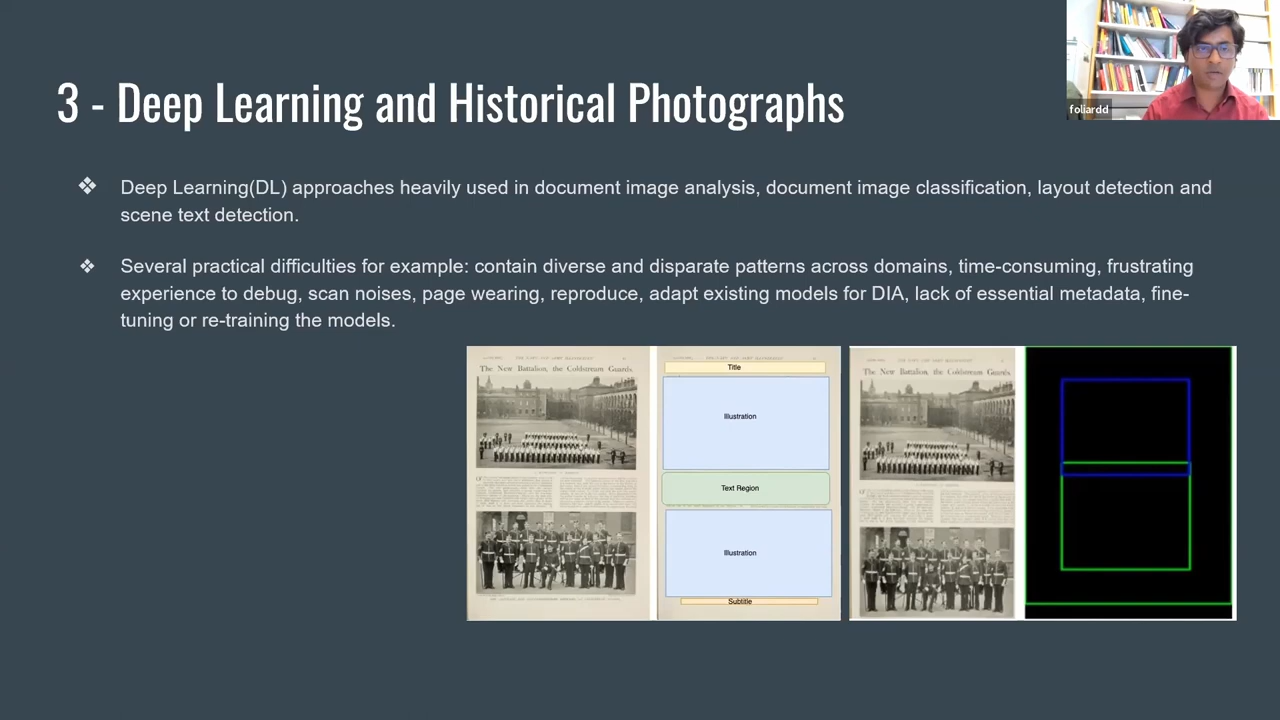 foliardd
3 - Deep Learning and Historical Photographs
❖ Deep Learning(DL) approaches heavily used in document image analysis, document image classification, layout detection and
scene text detection.
❖ Several practical difficulties for example: contain diverse and disparate patterns across domains, time-consuming, frustrating
experience to debug, scan noises, page wearing, reproduce, adapt existing models for DIA, lack of essential metadata, fine-
tuning or re-training the models.
The New Battalion, the Coldstream Guards.
Title
Illustration
Text Region
Illustration
Subtitle
The New Battalion, the Coldstream Guards.